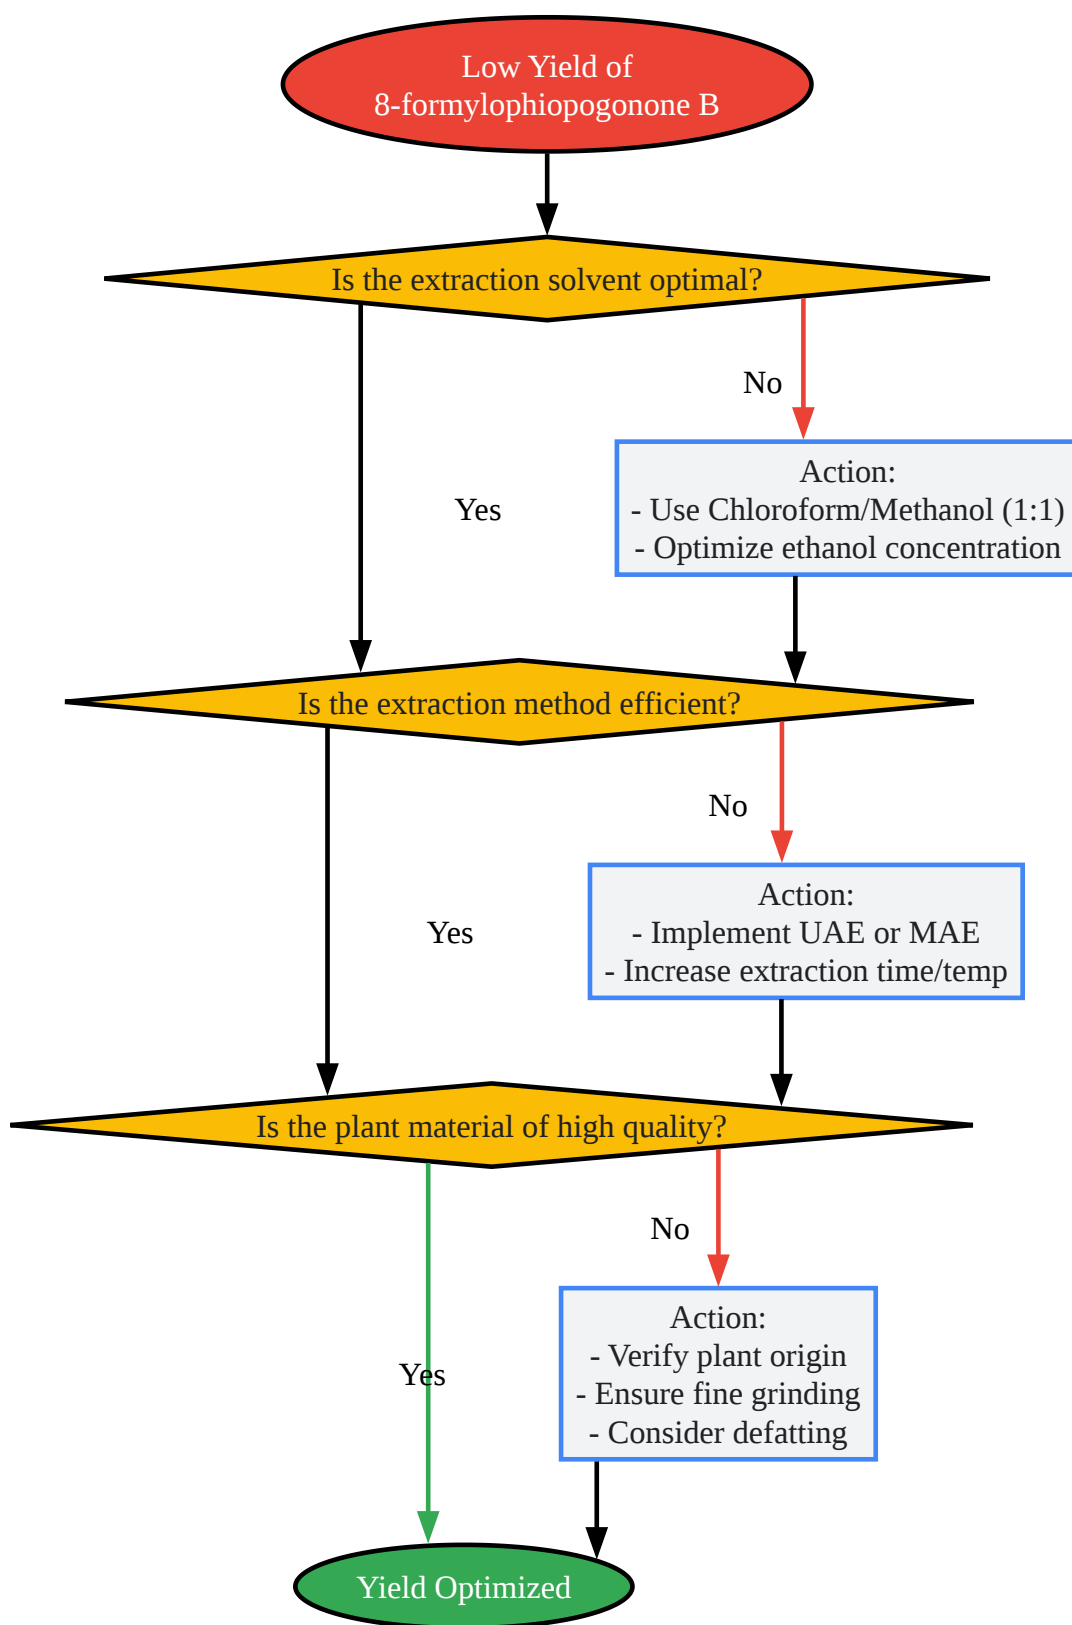 Low Yield of
8-formylophiopogonone B
Is the extraction solvent optimal?
No
Action:
- Use Chloroform/Methanol (1:1)
- Optimize ethanol concentration
Yes
Is the extraction method efficient?
No
Action:
- Implement UAE or MAE
- Increase extraction time/temp
Yes
Is the plant material of high quality?
No
Action:
- Verify plant origin
- Ensure fine grinding
- Consider defatting
Yes
Yield Optimized